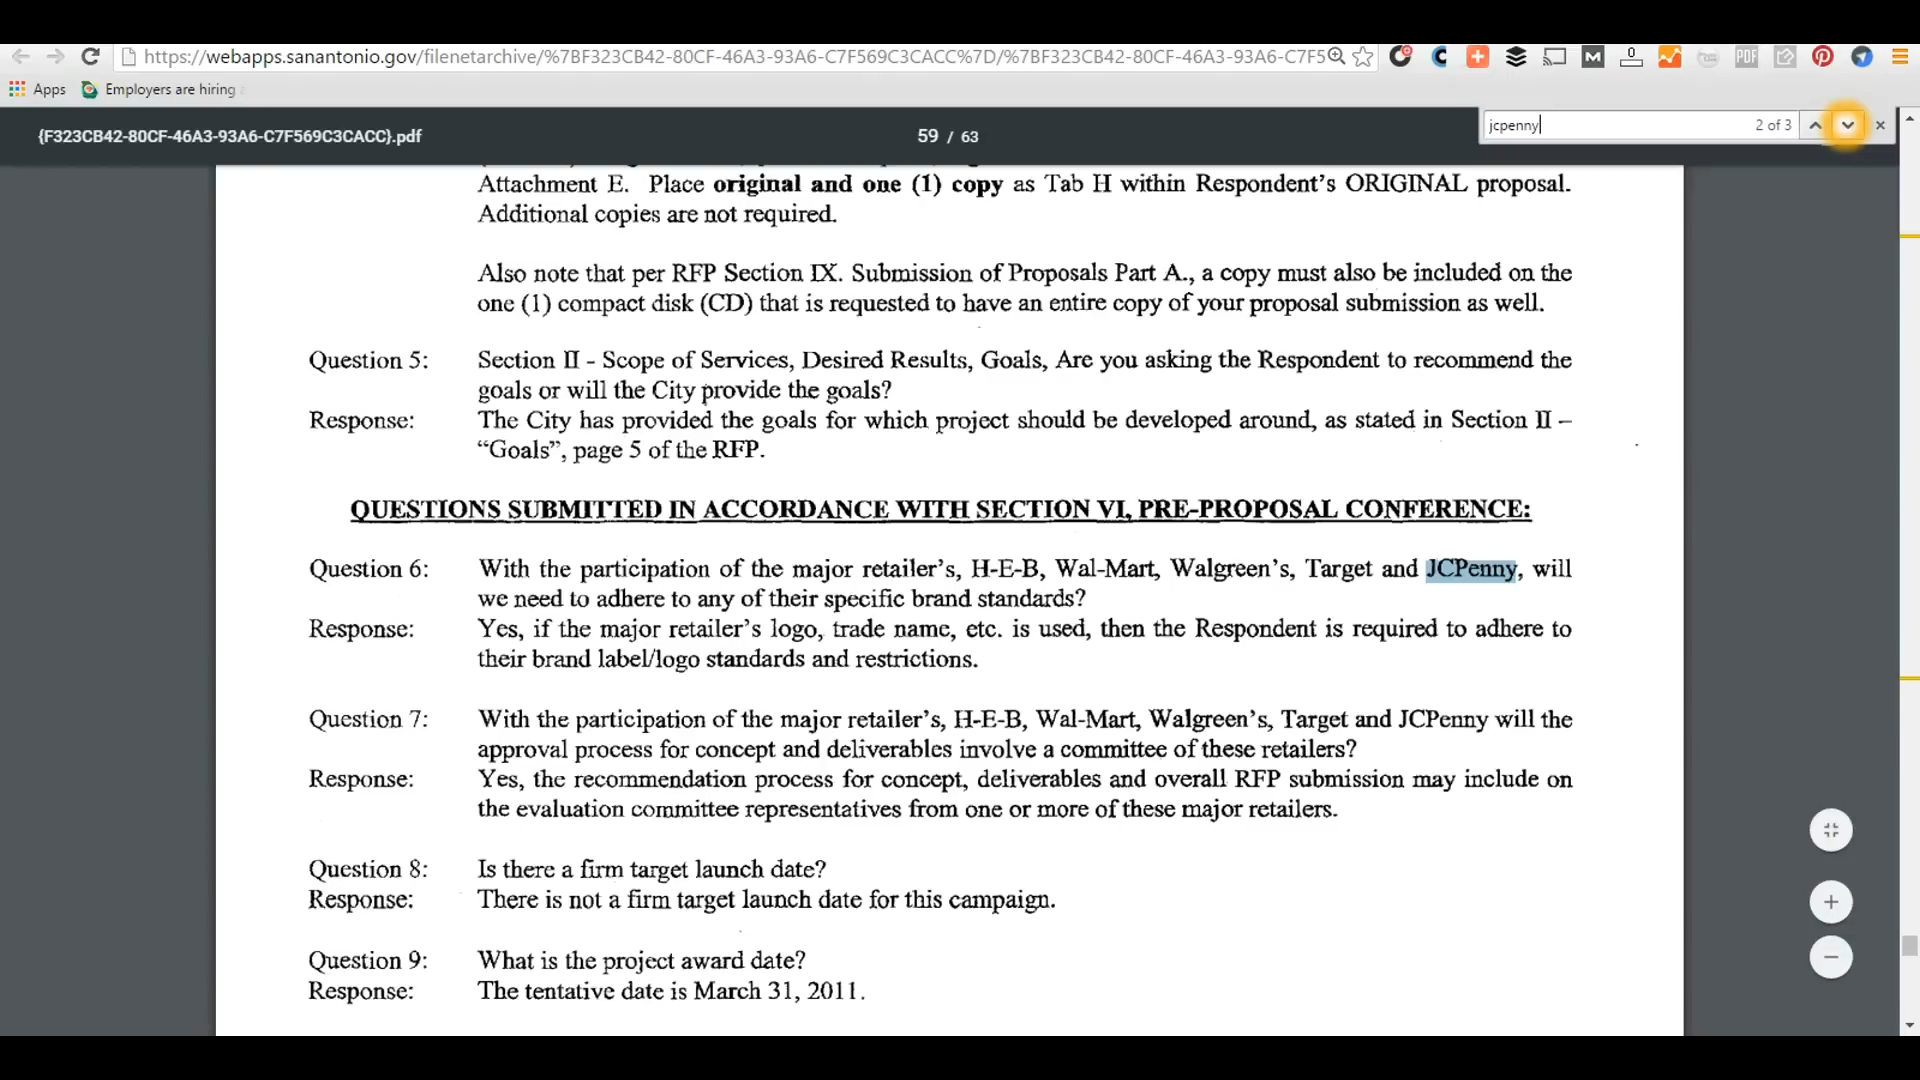 https://webapps.sanantonio.gov/filenetarchive/%7BF323CB42-80CF-46A3-93A6-C7F569C3CACC%7D/%7BF323CB42-80CF-46A3-93A6-C7F5
0
PDF
Apps Employers are hiring
{F323CB42-80CF-46A3-93A6-C7F569C3CACC}.pdf
59 / 63
jcpenny 2 of 3
Attachment E. Place original and one (1) copy as Tab H within Respondent's ORIGINAL proposal.
Additional copies are not required.
Also note that per RFP Section IX. Submission of Proposals Part A., a copy must also be included on the
one (1) compact disk (CD) that is requested to have an entire copy of your proposal submission as well.
Question 5: Section II - Scope of Services, Desired Results, Goals, Are you asking the Respondent to recommend the
goals or will the City provide the goals?
Response: The City has provided the goals for which project should be developed around, as stated in Section II –
“Goals”, page 5 of the RFP.
QUESTIONS SUBMITTED IN ACCORDANCE WITH SECTION VI, PRE-PROPOSAL CONFERENCE:
Question 6: With the participation of the major retailer's, H-E-B, Wal-Mart, Walgreen's, Target and JCPenny, will
we need to adhere to any of their specific brand standards?
Response: Yes, if the major retailer's logo, trade name, etc. is used, then the Respondent is required to adhere to
their brand label/logo standards and restrictions.
Question 7: With the participation of the major retailer's, H-E-B, Wal-Mart, Walgreen's, Target and JCPenny will the
approval process for concept and deliverables involve a committee of these retailers?
Response: Yes, the recommendation process for concept, deliverables and overall RFP submission may include on
the evaluation committee representatives from one or more of these major retailers.
Question 8: Is there a firm target launch date?
Response: There is not a firm target launch date for this campaign.
Question 9: What is the project award date?
Response: The tentative date is March 31, 2011.